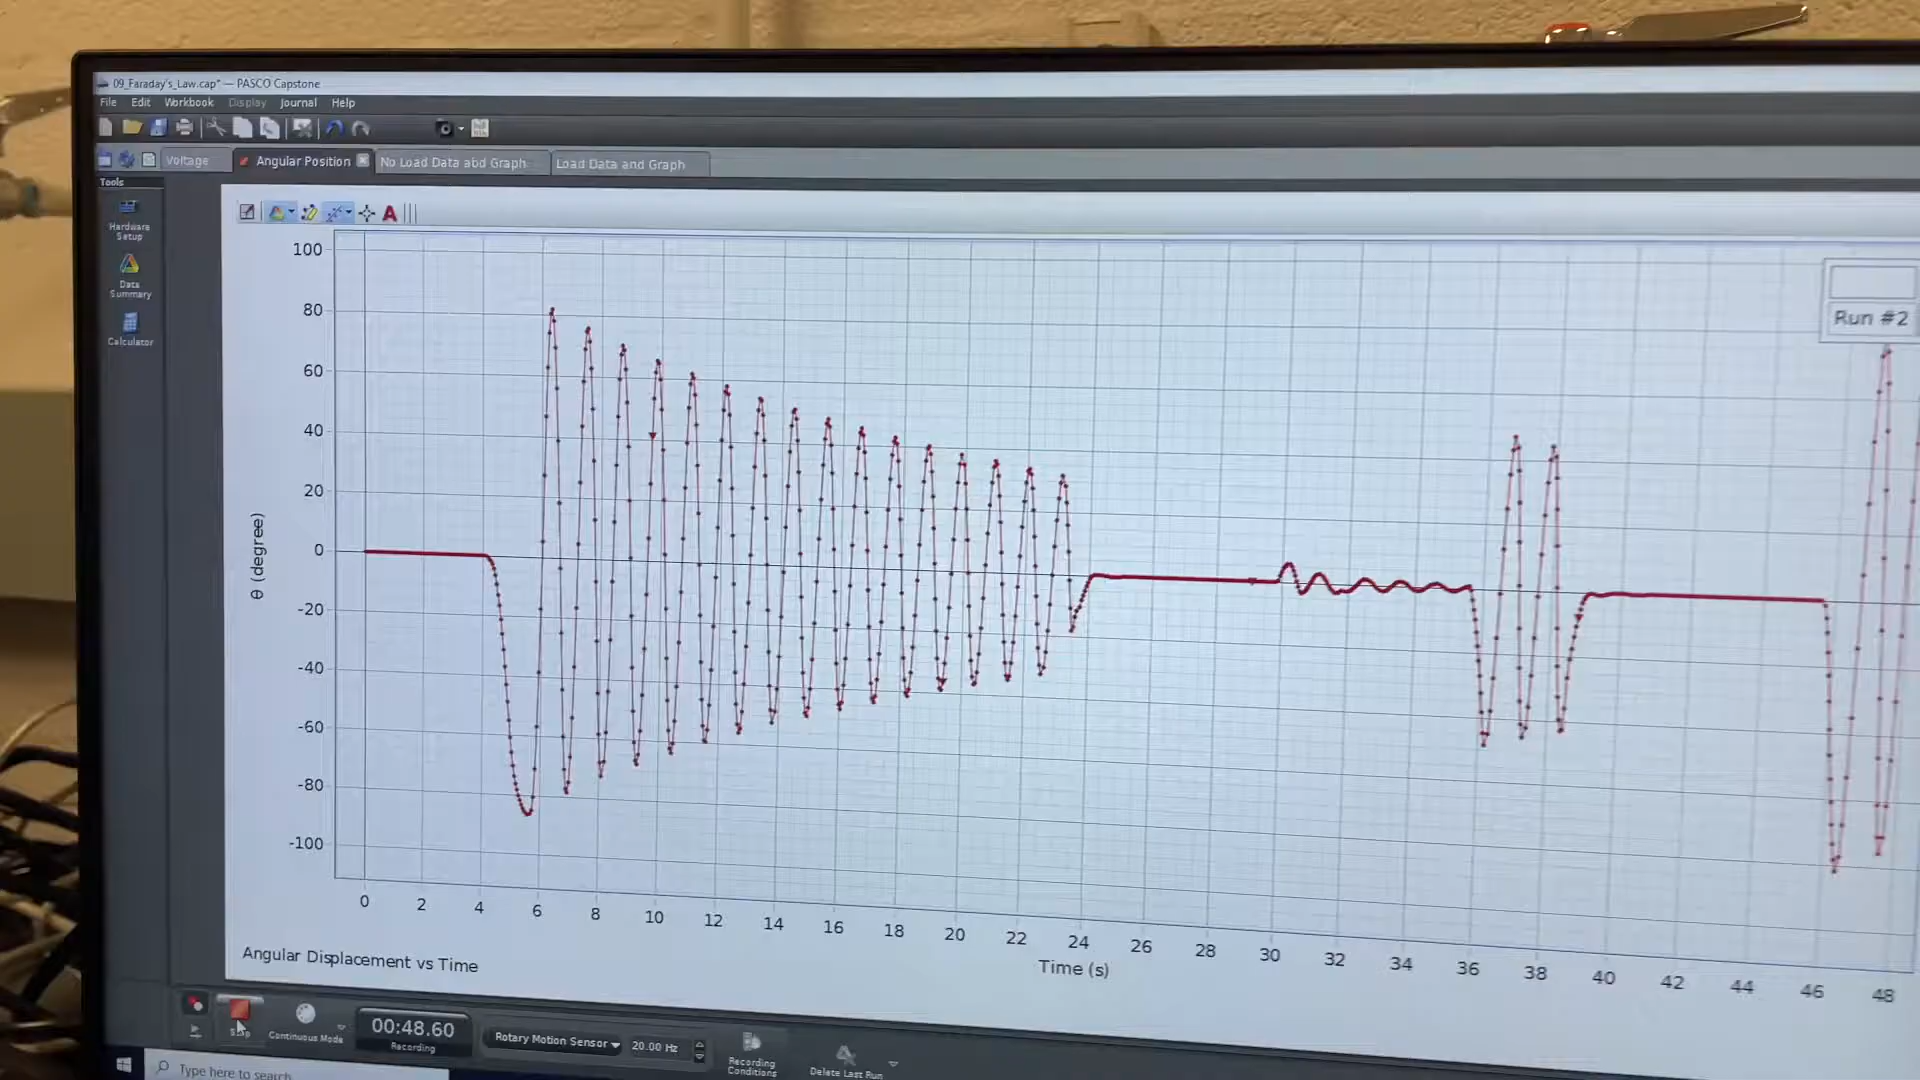 09_Faraday's_Law.cap* — PASCO Capstone
File Edit Workbook Display Journal Help
Voltage Angular Position No Load Data abd Graph Load Data and Graph
Tools
Hardware
Setup
Data
Summary
Calculator
A
Run #2
100
80
60
40
20
0
-20
-40
-60
-80
-100
θ (degree)
0 2 4 6 8 10 12 14 16 18 20 22 24 26 28 30 32 34 36 38 40 42 44 46 48
Time (s)
Angular Displacement vs Time
Stop
Continuous Mode
00:48.60
Recording
Rotary Motion Sensor
20.00 Hz
Recording
Conditions
Delete Last Run
Type here to search